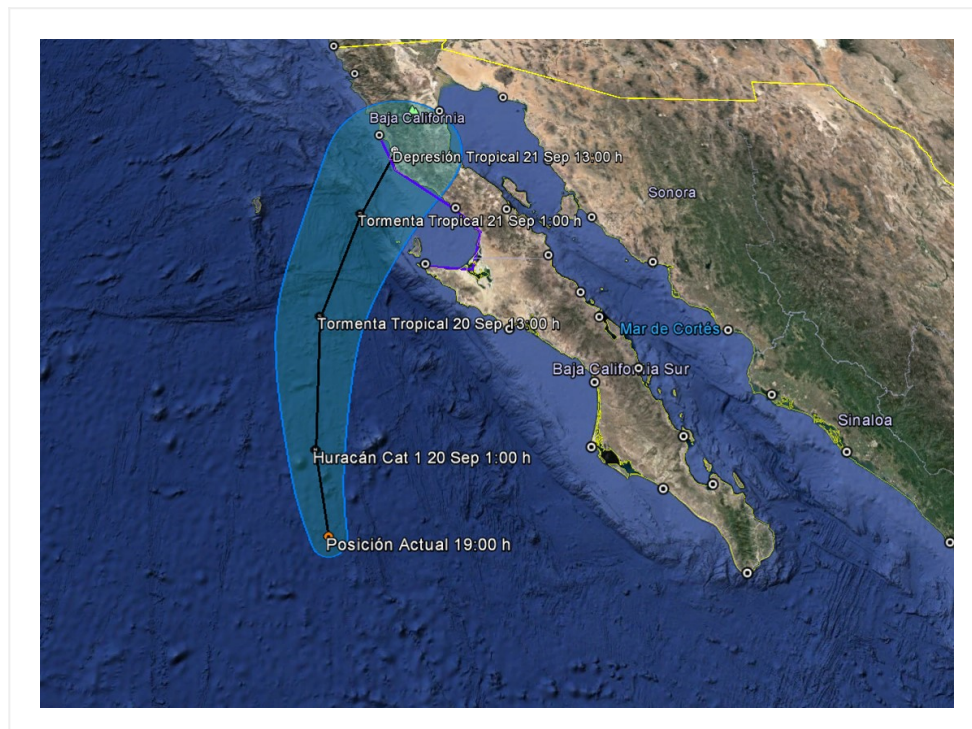 Baja California
Depresión Tropical 21 Sep 13:00 h
Sonora
Tormenta Tropical 21 Sep 1:00 h
Tormenta Tropical 20 Sep 13:00 h
Mar de Cortés
Baja California Sur
Sinaloa
Huracán Cat 1 20 Sep 1:00 h
Posición Actual 19:00 h